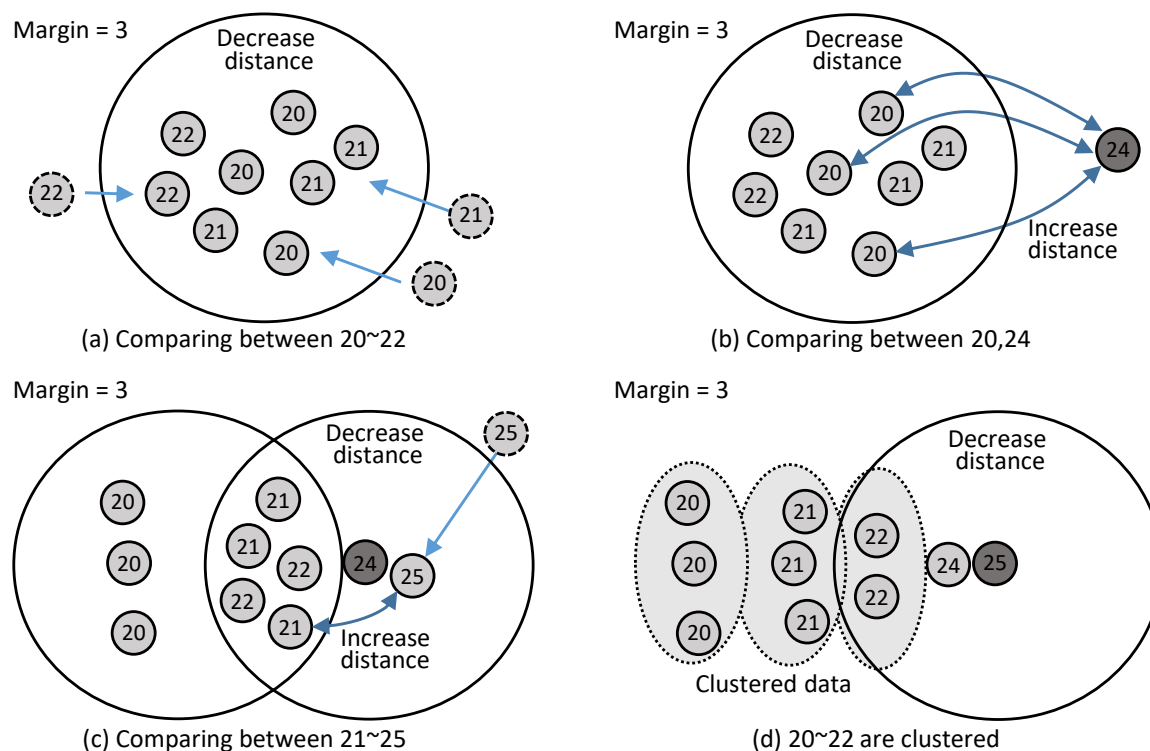 Margin = 3
Decrease
distance
20
22
21
20
21
22
22
21
21
20
20
(a) Comparing between 20~22
Margin = 3
Decrease
distance
20
22
21
24
20
21
22
21
Increase
distance
20
(b) Comparing between 20,24
Margin = 3
Decrease
distance
25
20
21
21
20
22
24
25
22
20
21
Increase
distance
(c) Comparing between 21~25
Margin = 3
Decrease
distance
20
21
22
20
21
24
25
22
20
21
Clustered data
(d) 20~22 are clustered